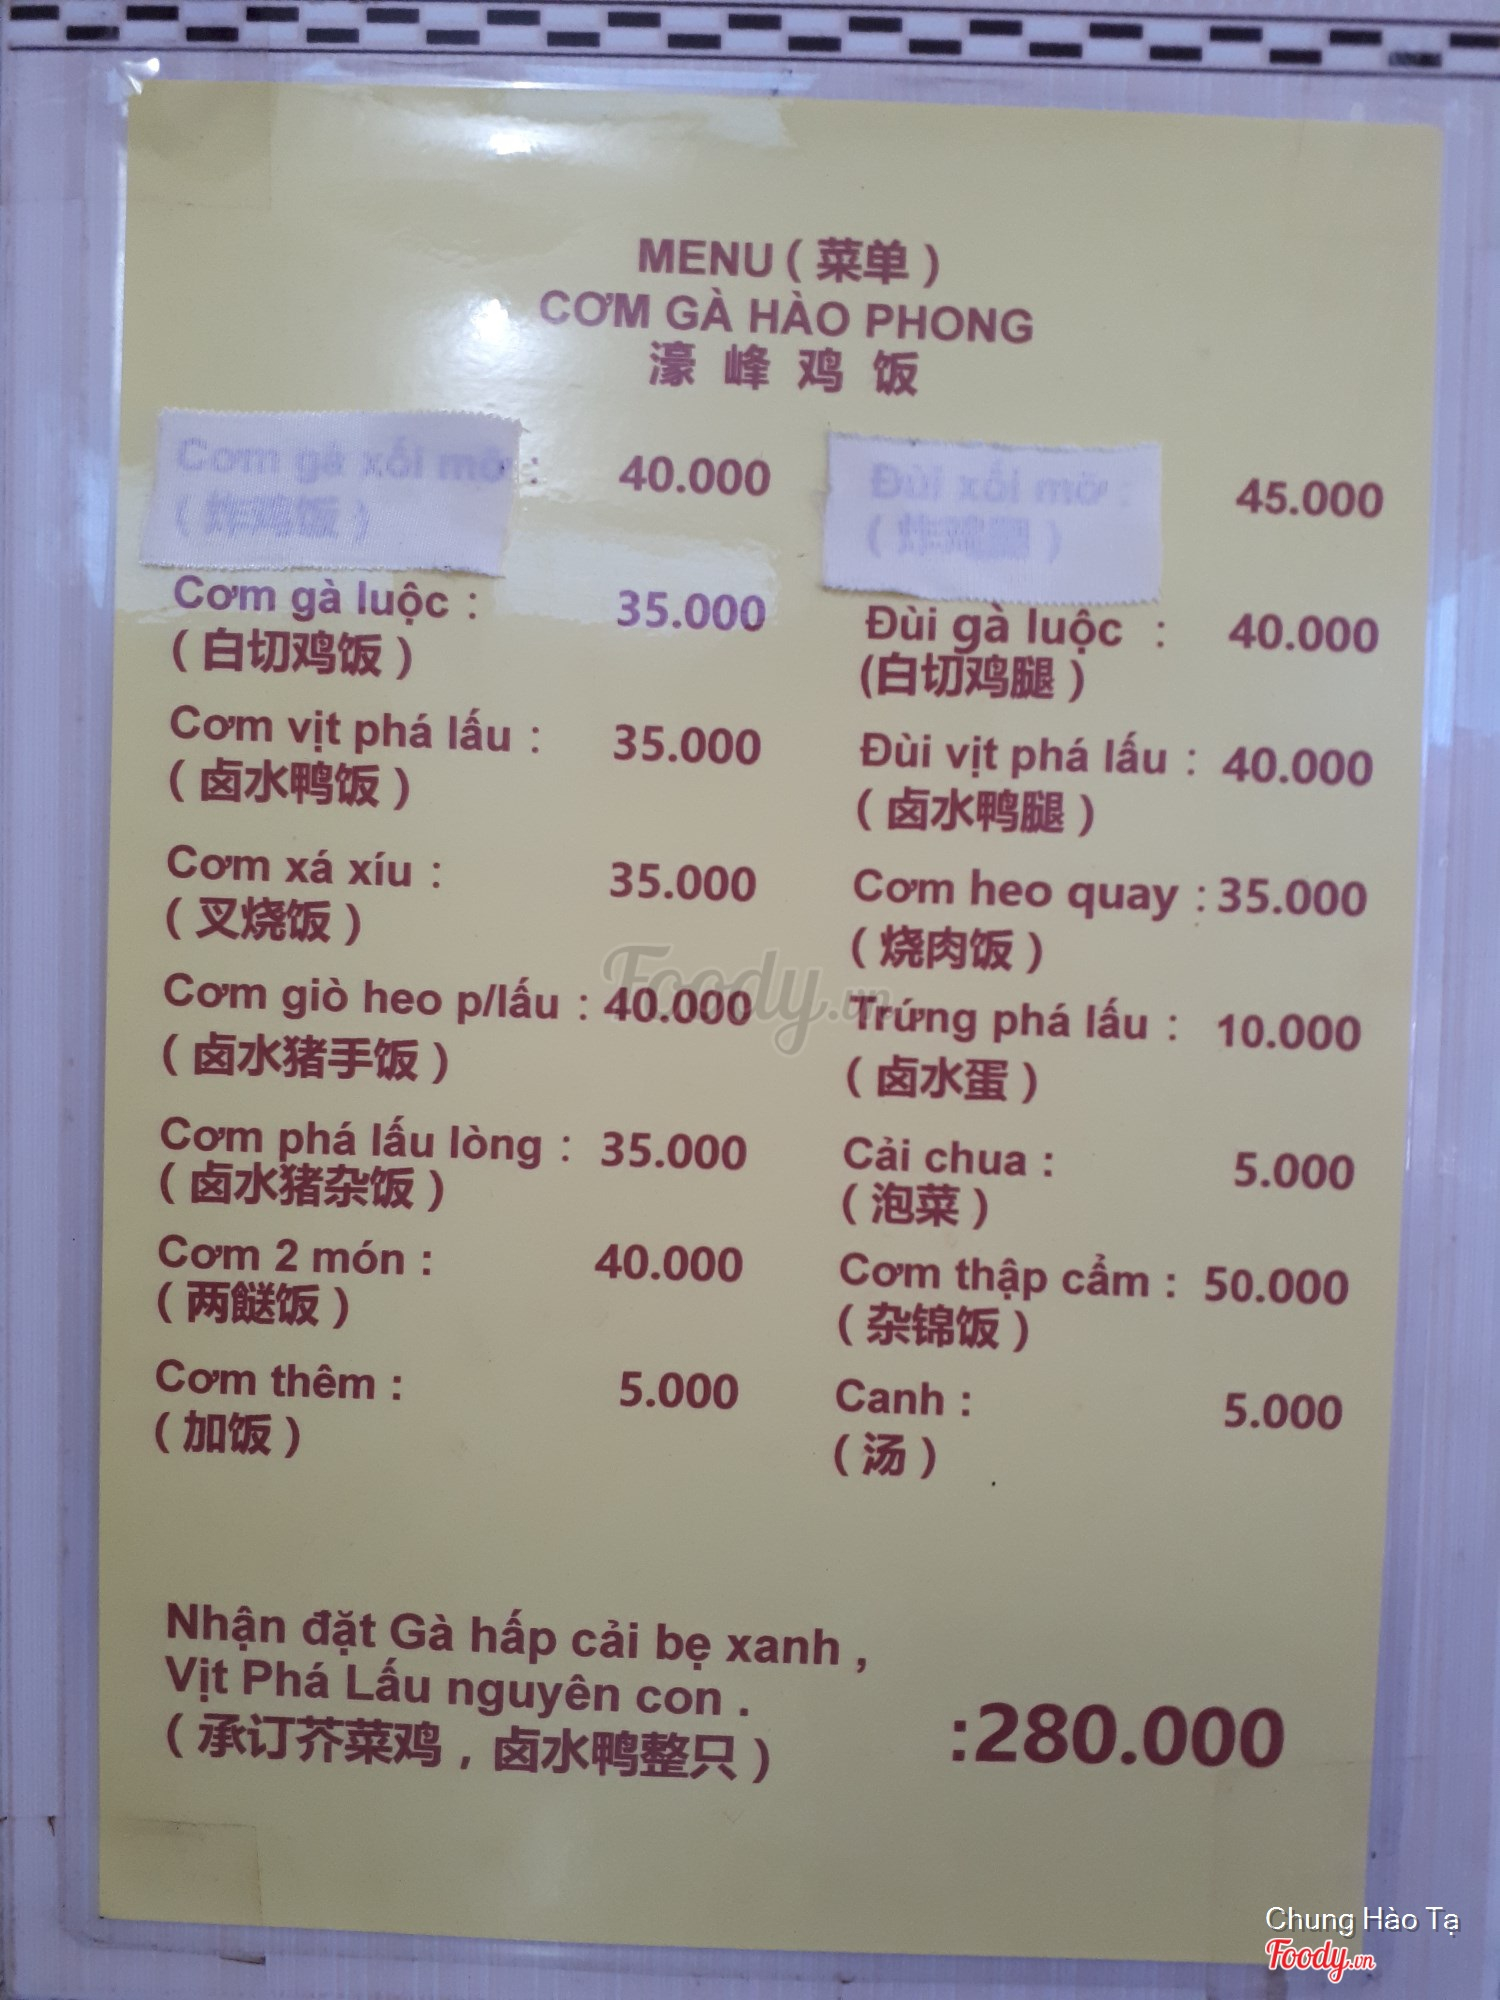 MENU ( 菜单 )
CƠM GÀ HÀO PHONG
濠 峰 鸡 饭
Cơm gà xối mỡ : 40.000
( 炸鸡饭 )
Cơm gà luộc : 35.000
( 白切鸡饭 )
Cơm vịt phá lấu : 35.000
( 卤水鸭饭 )
Cơm xá xíu : 35.000
( 叉烧饭 )
Cơm giò heo p/lấu : 40.000
( 卤水猪手饭 )
Cơm phá lấu lòng : 35.000
( 卤水猪杂饭 )
Cơm 2 món : 40.000
( 两餸饭 )
Cơm thêm : 5.000
( 加饭 )
Đùi xối mỡ : 45.000
( 炸鸡腿 )
Đùi gà luộc : 40.000
(白切鸡腿 )
Đùi vịt phá lấu : 40.000
( 卤水鸭腿 )
Cơm heo quay : 35.000
( 烧肉饭 )
Trứng phá lấu : 10.000
( 卤水蛋 )
Cải chua : 5.000
( 泡菜 )
Cơm thập cẩm : 50.000
( 杂锦饭 )
Canh : 5.000
( 汤 )
Nhận đặt Gà hấp cải bẹ xanh ,
Vịt Phá Lấu nguyên con .
( 承订芥菜鸡，卤水鸭整只 ) :280.000
Foody.vn
Chung Hào Tạ
Foody.vn